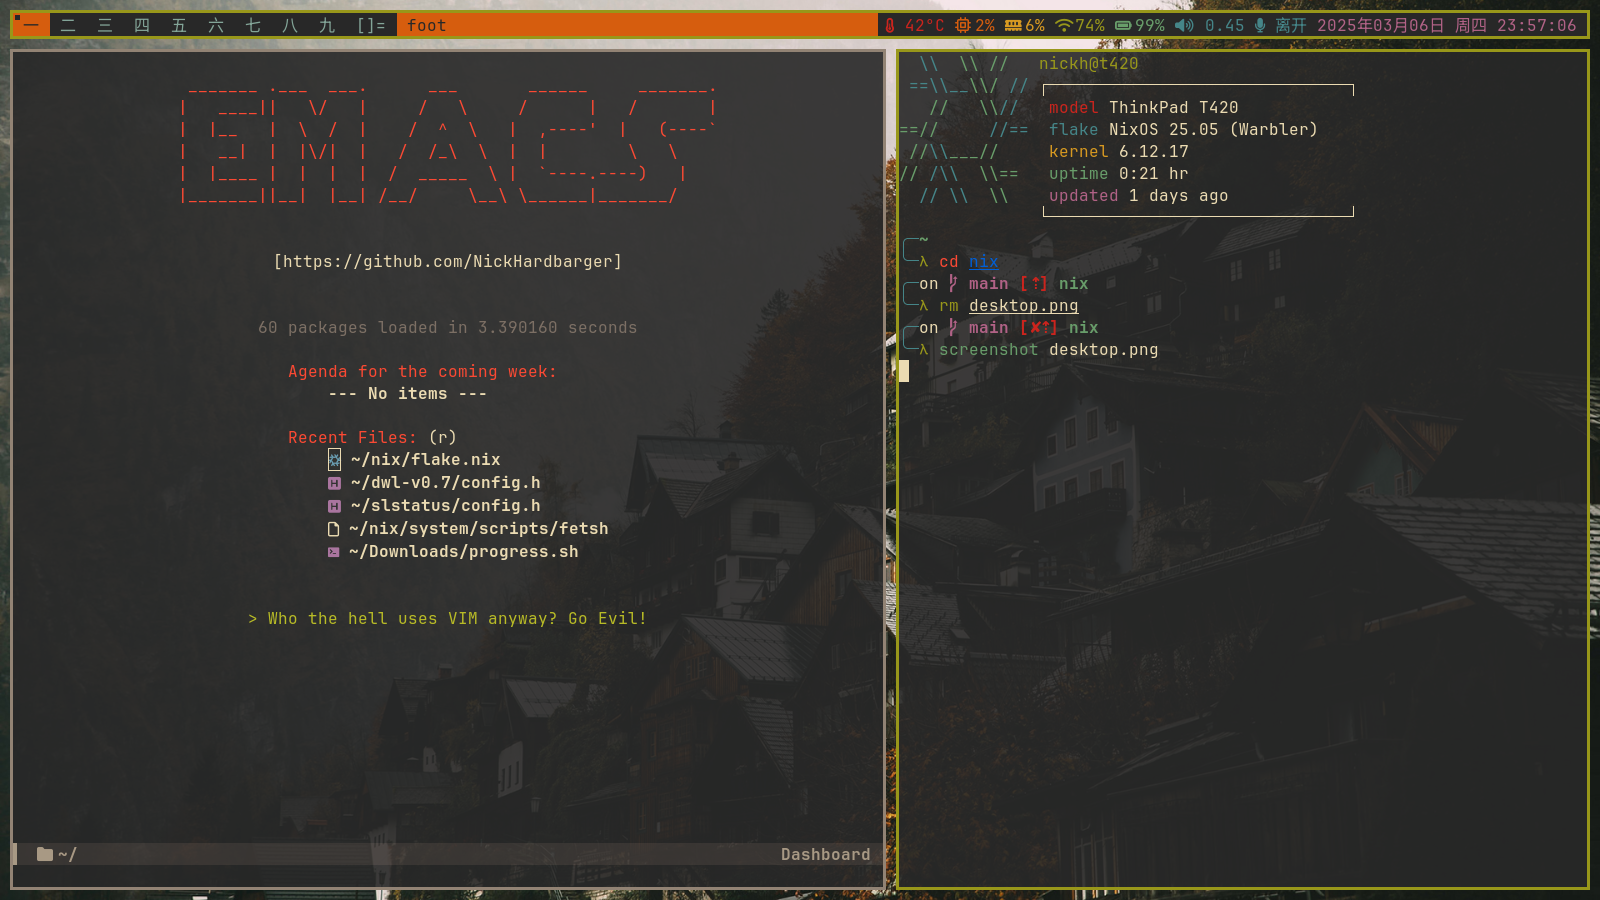 一 二 三 四 五 六 七 八 九 []= foot 42°C 2% 6% 74% 99% 0.45 离开 2025年03月06日 周四 23:57:06
EMACS
[https://github.com/NickHardbarger]
60 packages loaded in 3.390160 seconds
Agenda for the coming week:
--- No items ---
Recent Files: (r)
~/nix/flake.nix
~/dwl-v0.7/config.h
~/slstatus/config.h
~/nix/system/scripts/fetsh
~/Downloads/progress.sh
> Who the hell uses VIM anyway? Go Evil!
~/ Dashboard
nickh@t420
model ThinkPad T420
flake NixOS 25.05 (Warbler)
kernel 6.12.17
uptime 0:21 hr
updated 1 days ago
~
λ cd nix
on main [⇡] nix
λ rm desktop.png
on main [✘⇡] nix
λ screenshot desktop.png